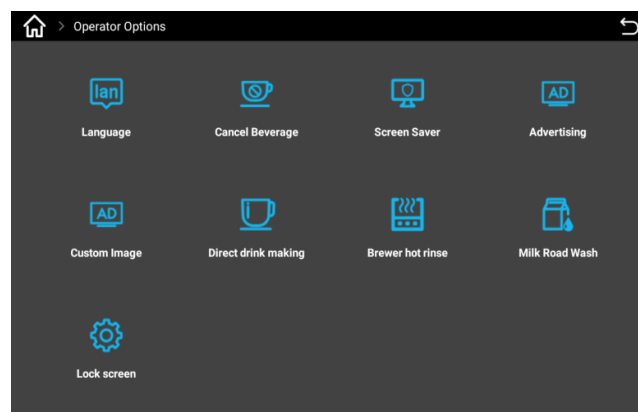 > Operator Options
lan
AD
Language
Cancel Beverage
Screen Saver
Advertising
AD
Custom Image
Direct drink making
Brewer hot rinse
Milk Road Wash
Lock screen